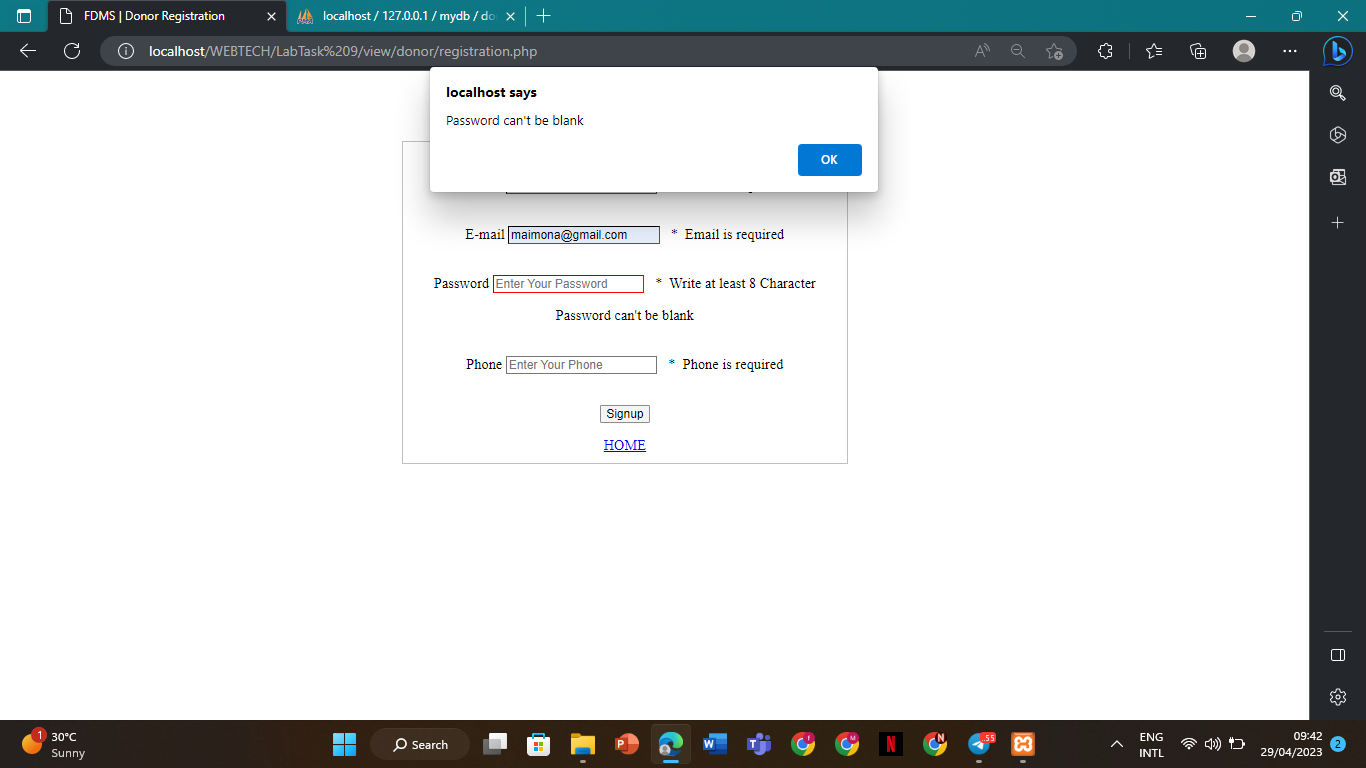 FDMS | Donor Registration
localhost / 127.0.0.1 / mydb / do
localhost/WEBTECH/LabTask%209/view/donor/registration.php
localhost says
Password can't be blank
OK
E-mail maimona@gmail.com * Email is required
Password Enter Your Password * Write at least 8 Character
Password can't be blank
Phone Enter Your Phone * Phone is required
Signup
HOME
1
30°C
Sunny
Search
55
ENG
INTL
09:42
29/04/2023
2